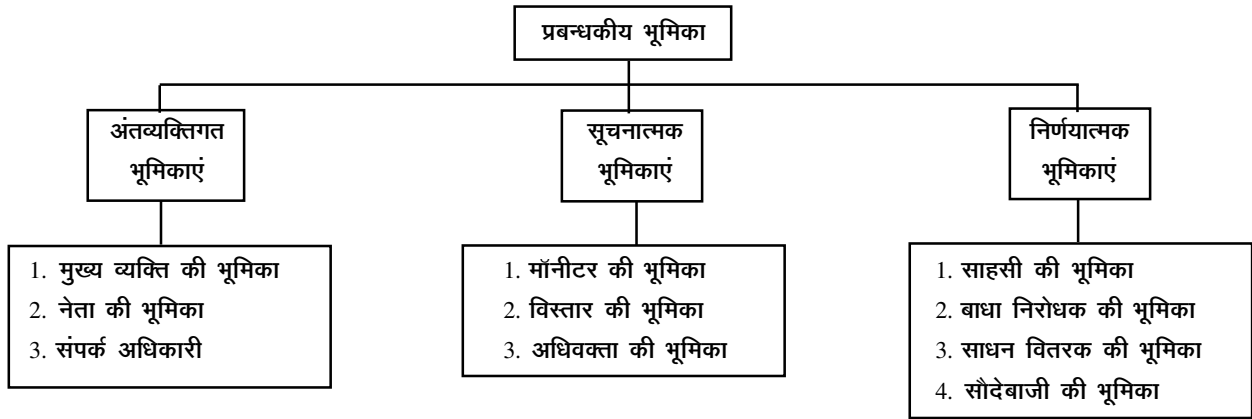 प्रबन्धकीय भूमिका
अंतव्यक्तिगत
भूमिकाएं
सूचनात्मक
भूमिकाएं
निर्णयात्मक
भूमिकाएं
1. मुख्य व्यक्ति की भूमिका
2. नेता की भूमिका
3. संपर्क अधिकारी
1. मॉनीटर की भूमिका
2. विस्तार की भूमिका
3. अधिवक्ता की भूमिका
1. साहसी की भूमिका
2. बाधा निरोधक की भूमिका
3. साधन वितरक की भूमिका
4. सौदेबाजी की भूमिका